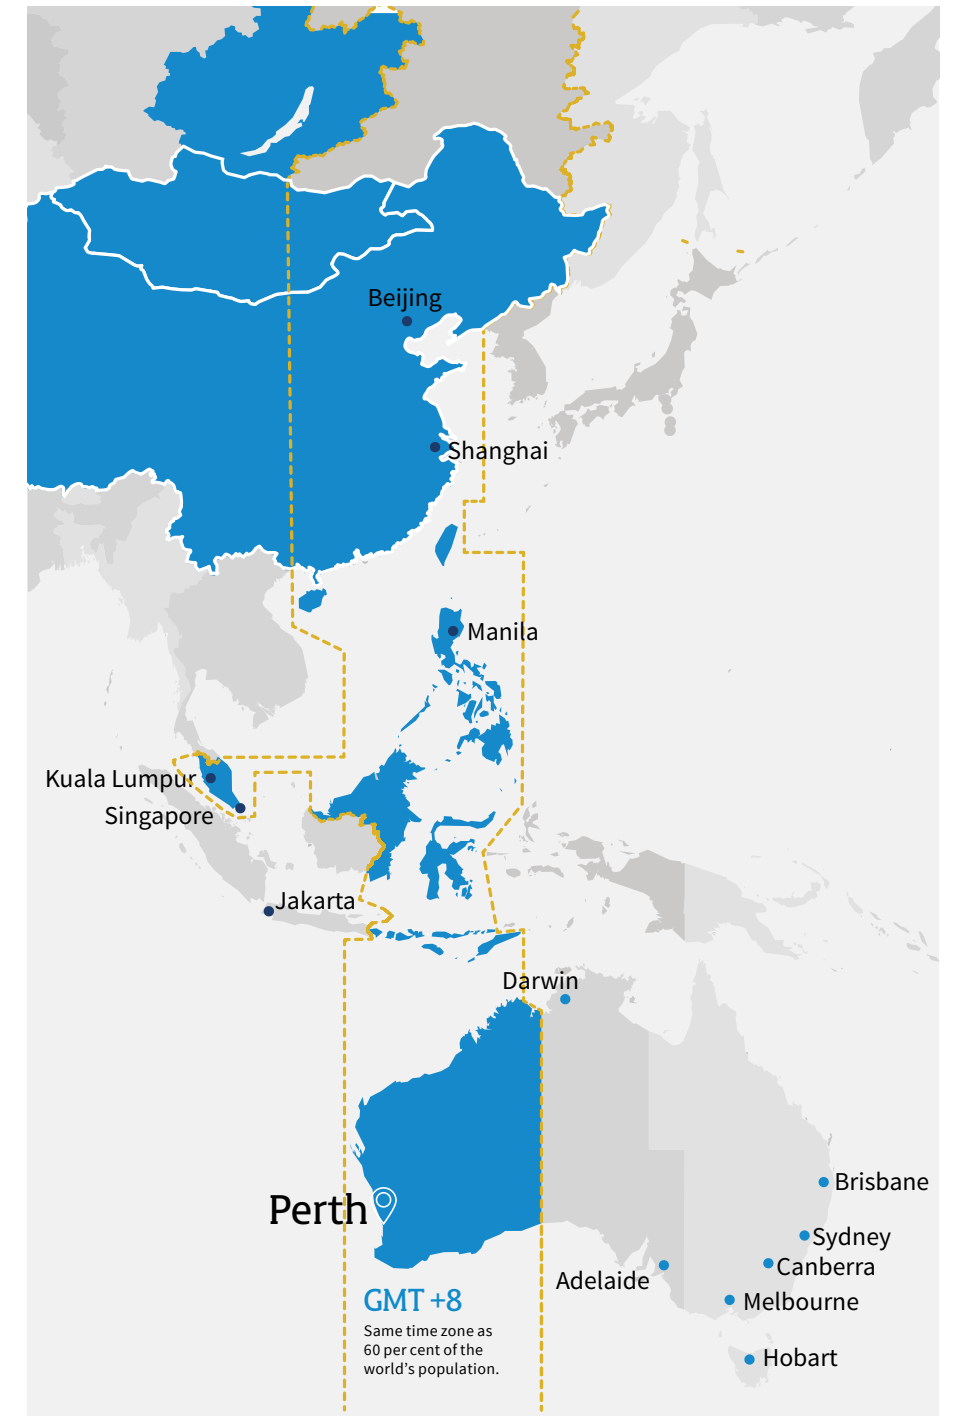 Beijing
Shanghai
Manila
Kuala Lumpur
Singapore
Jakarta
Darwin
Brisbane
Perth
Sydney
Canberra
Adelaide
Melbourne
GMT +8
Same time zone as
60 per cent of the
world's population.
Hobart